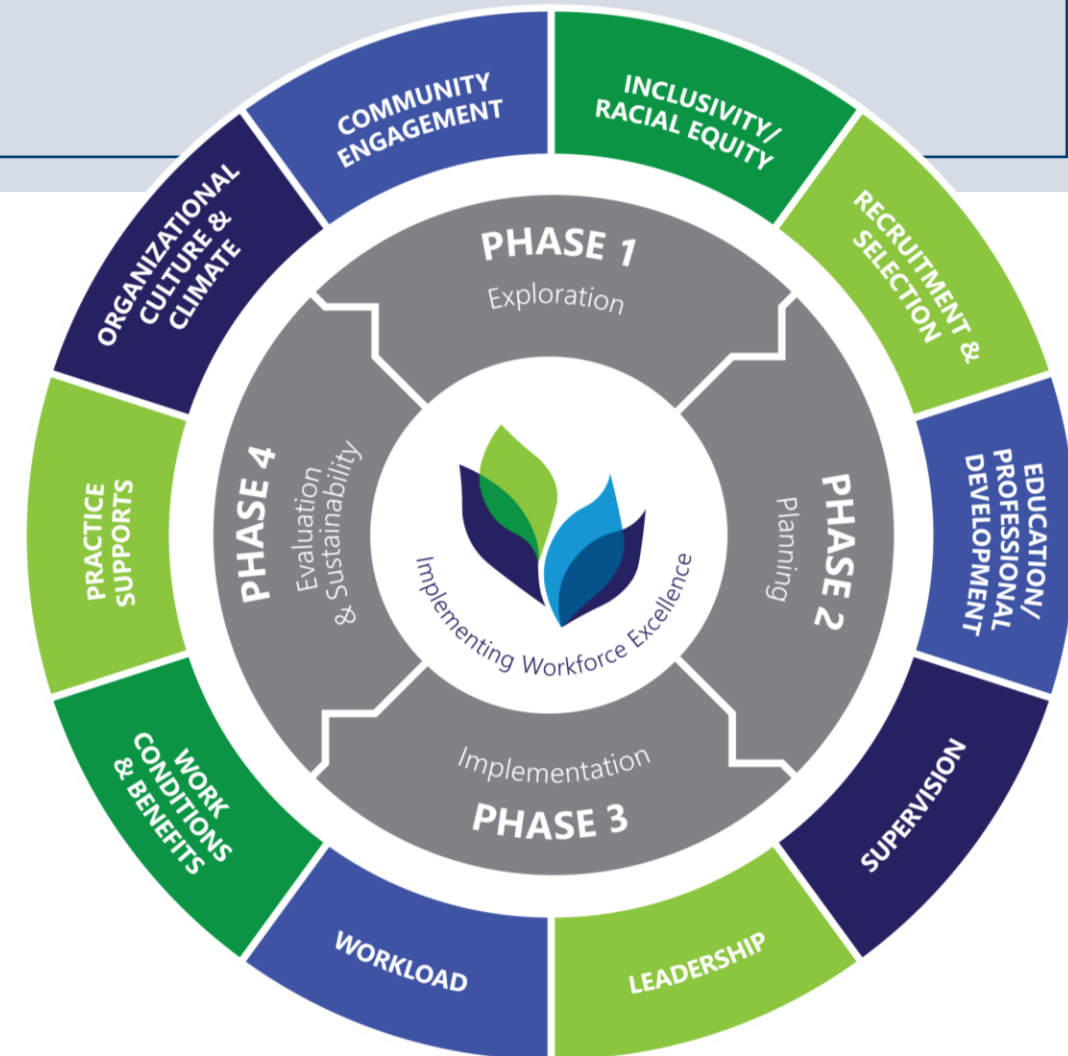 COMMUNITY
ENGAGEMENT
INCLUSIVITY/
RACIAL EQUITY
RECRUITMENT &
SELECTION
EDUCATION/
PROFESSIONAL
DEVELOPMENT
SUPERVISION
LEADERSHIP
WORKLOAD
WORK
CONDITIONS
& BENEFITS
PRACTICE
SUPPORTS
ORGANIZATIONAL
CULTURE &
CLIMATE
PHASE 1
Exploration
PHASE 2
Planning
Implementation
PHASE 3
PHASE 4
Evaluation
& Sustainability
Implementing Workforce Excellence